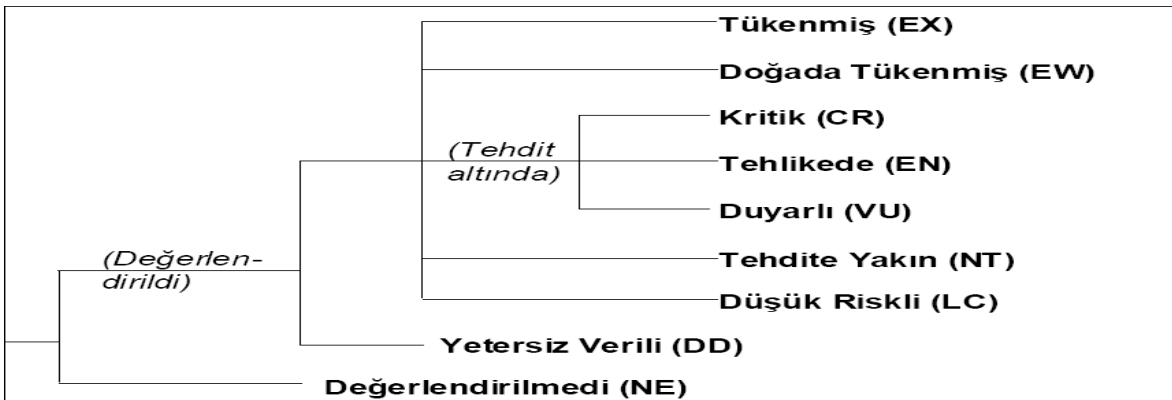 Tükenmiş (EX)
Doğada Tükenmiş (EW)
Kritik (CR)
(Tehdit
altında)
Tehlikede (EN)
Duyarlı (VU)
(Değerlen-
dirildi)
Tehdite Yakın (NT)
Düşük Riskli (LC)
Yetersiz Verili (DD)
Değerlendirilmedi (NE)